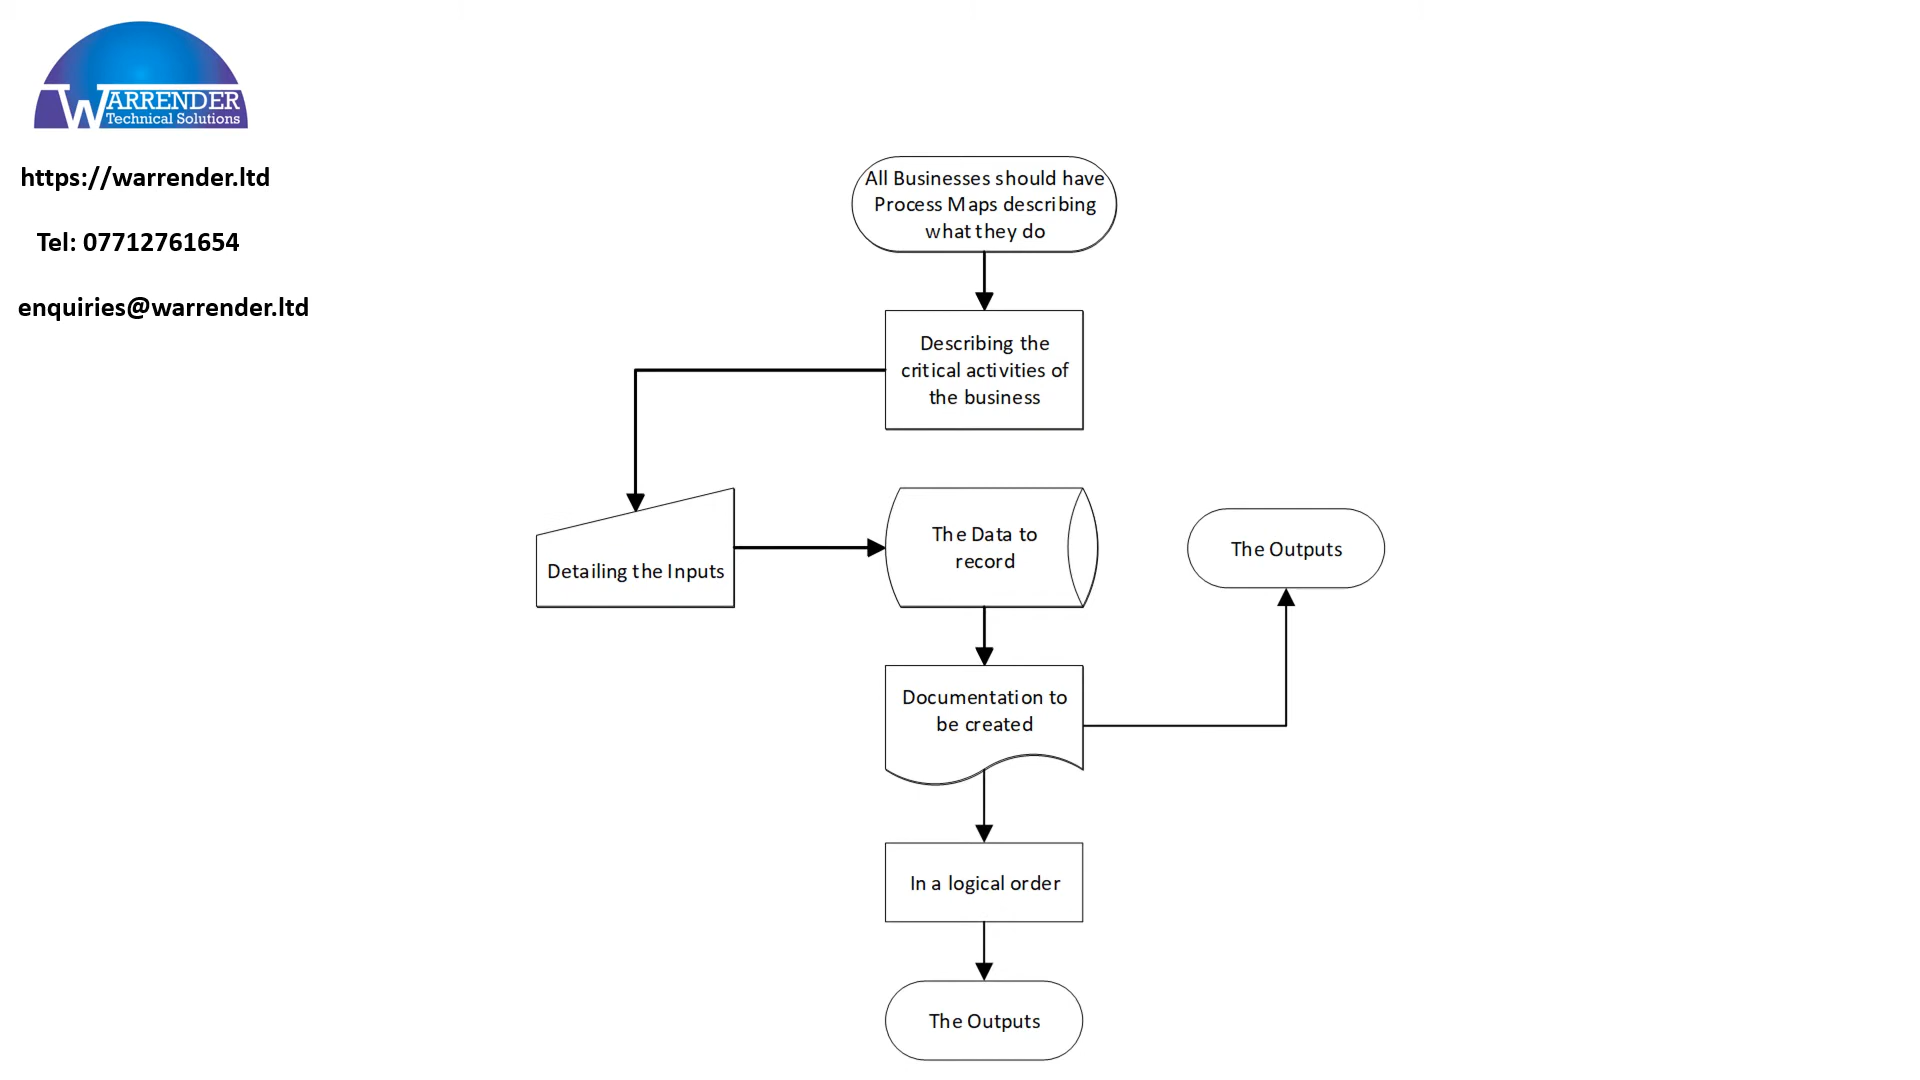 WARRENDER
Technical Solutions
https://warrender.ltd
Tel: 07712761654
enquiries@warrender.ltd
All Businesses should have
Process Maps describing
what they do
Describing the
critical activities of
the business
Detailing the Inputs
The Data to
record
The Outputs
Documentation to
be created
In a logical order
The Outputs